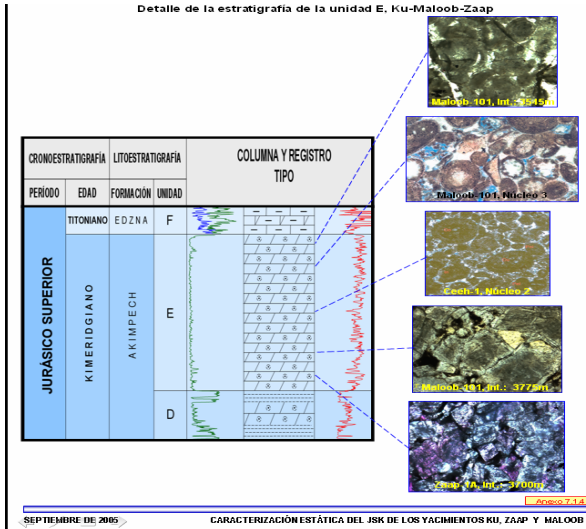 Detalle de la estratigrafía de la unidad E, Ku-Maloob-Zaap
CRONOESTRATIGRAFÍA
LITOESTRATIGRAFÍA
COLUMNA Y REGISTRO
TIPO
PERÍODO
EDAD
FORMACIÓN
UNIDAD
JURÁSICO SUPERIOR
TITONIANO
EDZNA
F
KIMERIDGIANO
AKIMPECH
E
D
Maloob-101, Int.: 3545m
Maloob-101, Núcleo 3
Ceeh-1, Núcleo 7
Maloob-101, Int.: 3775m
Zaap 1A, Int.: 3700m
Anexo 7.1.4
SEPTIEMBRE DE 2005
CARACTERIZACIÓN ESTÁTICA DEL JSK DE LOS YACIMIENTOS KU, ZAAP Y MALOOB